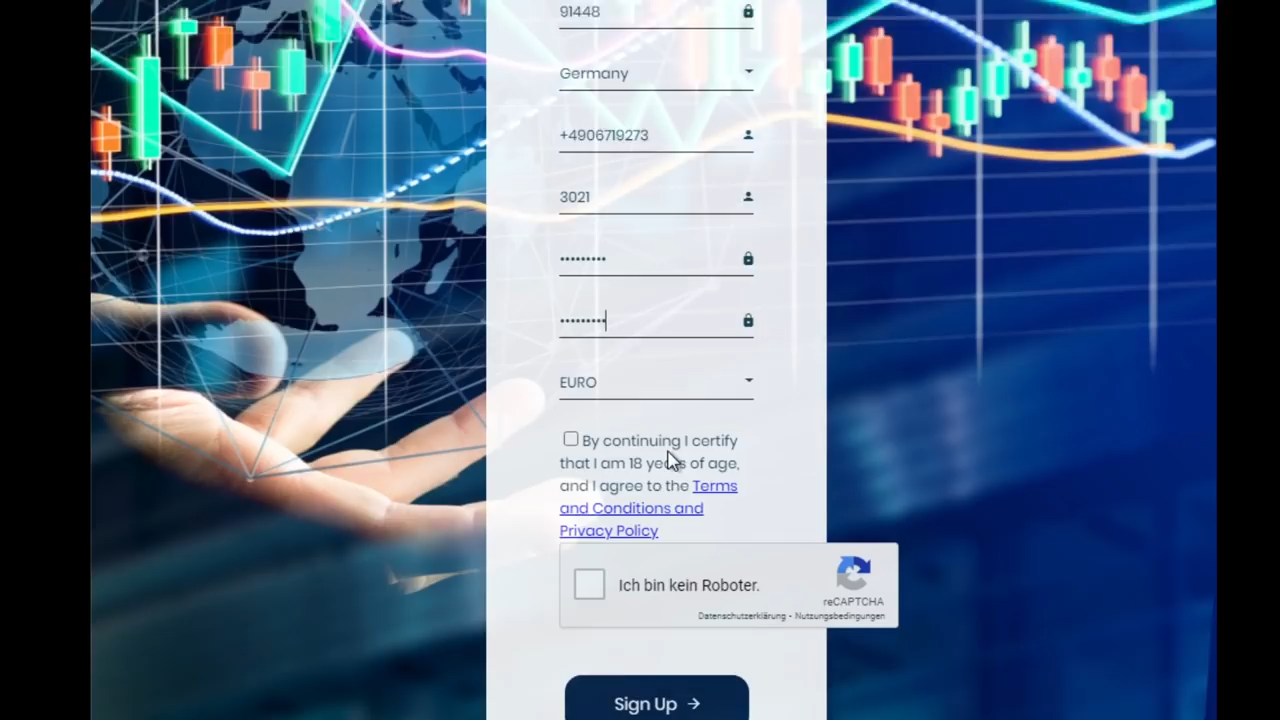 91448
Germany
+4906719273
3021
•••••••••
•••••••••
EURO
By continuing I certify
that I am 18 years of age,
and I agree to the Terms
and Conditions and
Privacy Policy
Ich bin kein Roboter.
reCAPTCHA
Datenschutzerklärung - Nutzungsbedingungen
Sign Up →